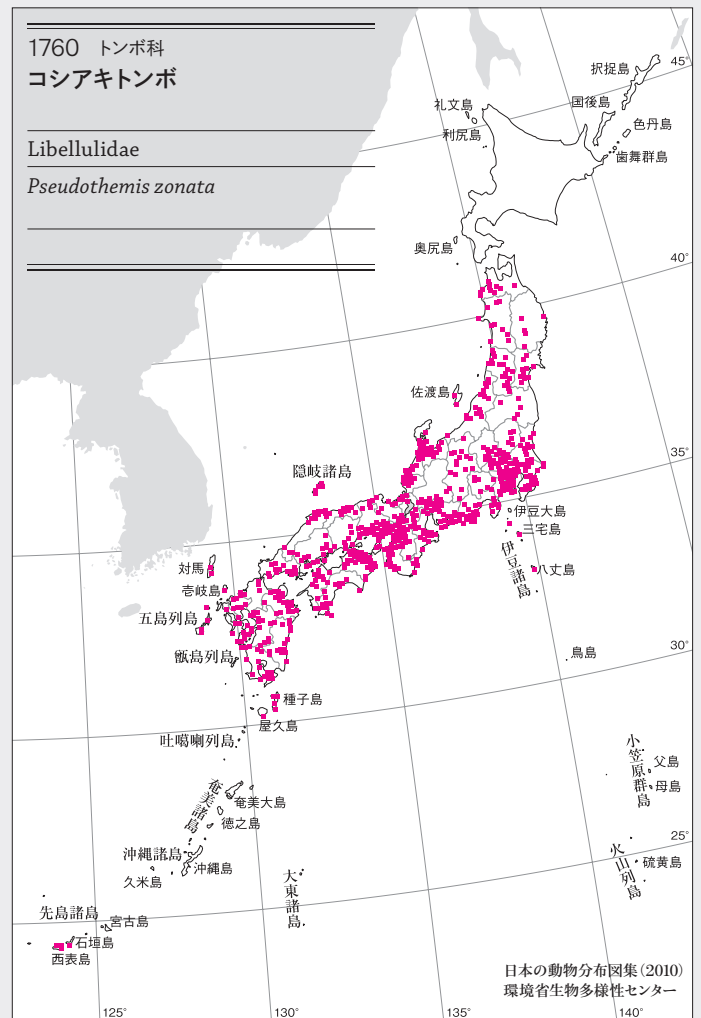 1760 トンボ科
コシアキトンボ
Libellulidae
Pseudothemis zonata
45°
択捉島
礼文島
国後島
利尻島
色丹島
歯舞群島
奥尻島
40°
佐渡島
35°
隠岐諸島
伊豆大島
三宅島
伊豆諸島
八丈島
対馬
壱岐島
五島列島
甑島列島
30°
鳥島
種子島
屋久島
吐噶喇列島
小笠原群島
父島
母島
奄美諸島
奄美大島
徳之島
25°
沖縄諸島
沖縄島
久米島
火山列島
硫黄島
大東諸島
先島諸島
宮古島
石垣島
西表島
日本の動物分布図集(2010)
環境省生物多様性センター
125°
130°
135°
140°